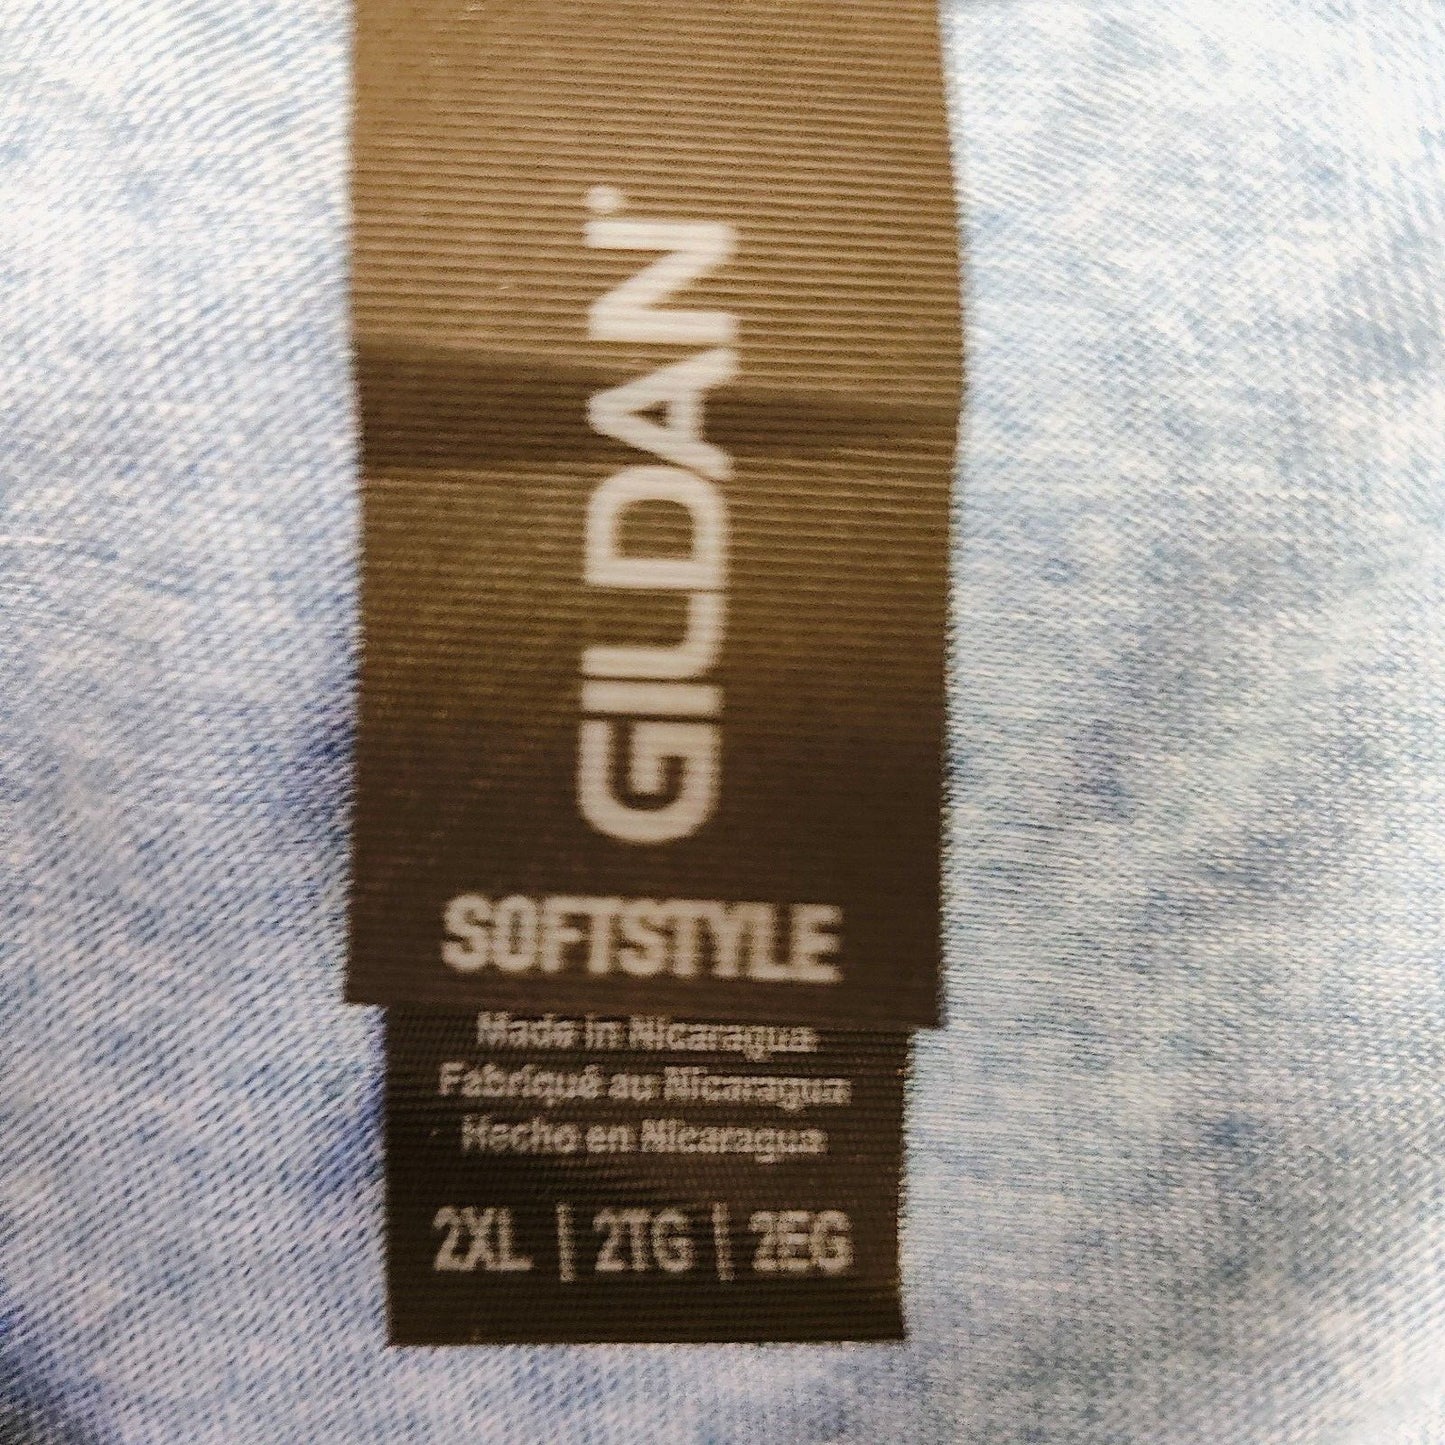 GILDAN
SOFTSTYLE
Made in Nicaragua
Fabriqué au Nicaragua
Hecho en Nicaragua
2XL | 2TG | 2EG